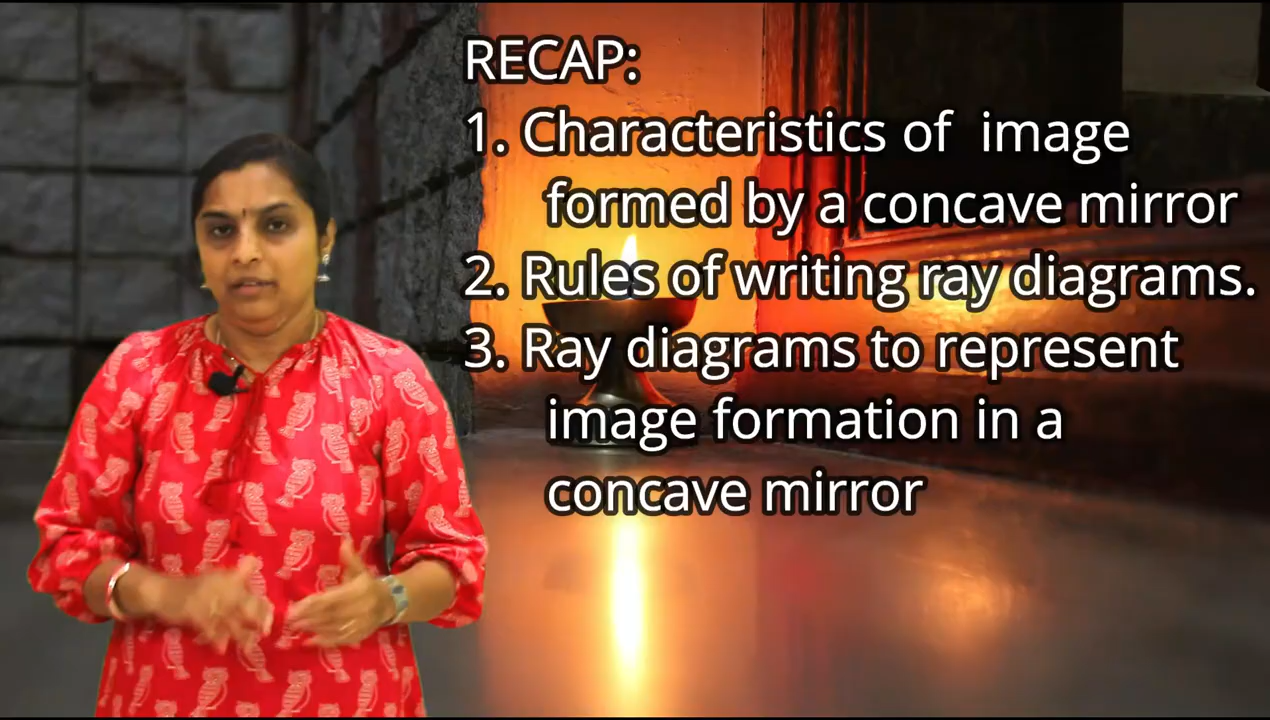 RECAP:
1. Characteristics of image
formed by a concave mirror
2. Rules of writing ray diagrams.
3. Ray diagrams to represent
image formation in a
concave mirror